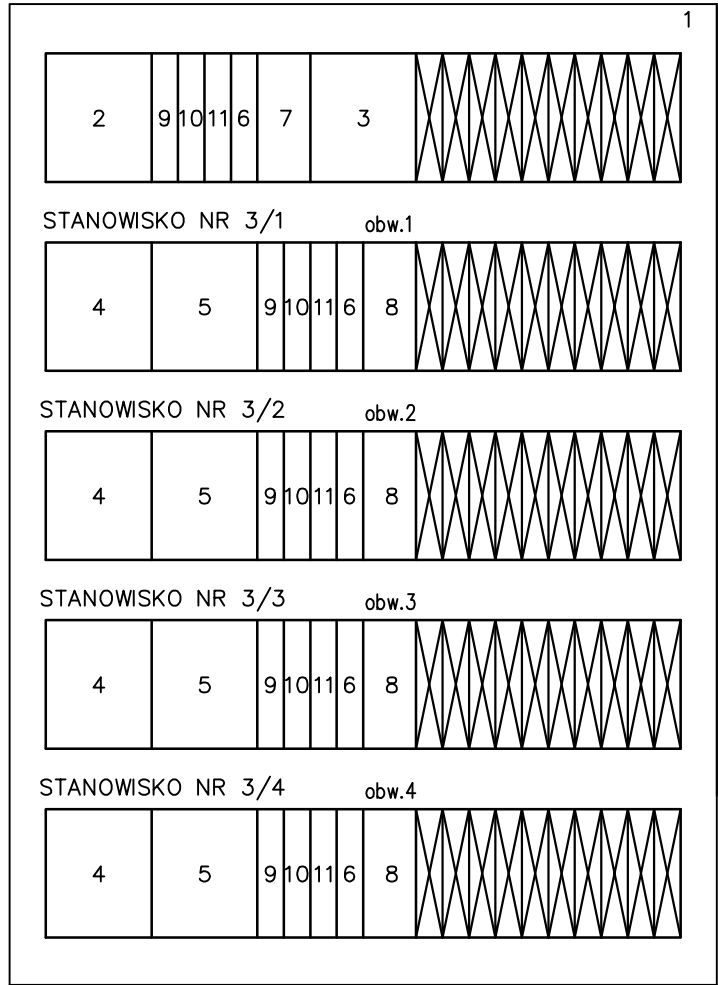 1
2 9 10 11 6 7 3
STANOWISKO NR 3/1 obw.1
4 5 9 10 11 6 8
STANOWISKO NR 3/2 obw.2
4 5 9 10 11 6 8
STANOWISKO NR 3/3 obw.3
4 5 9 10 11 6 8
STANOWISKO NR 3/4 obw.4
4 5 9 10 11 6 8